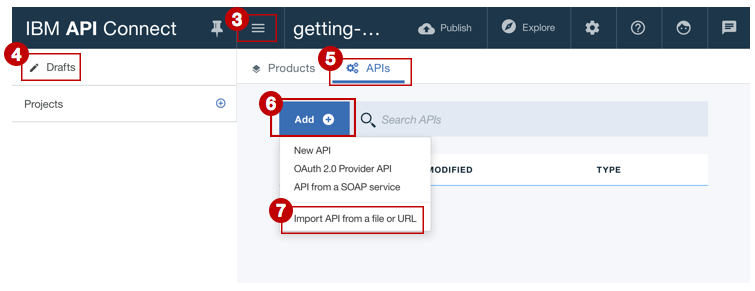 IBM API Connect
3
getting-...
Publish
Explore
4
Drafts
5
Products
APIs
Projects
6
Add
Search APIs
New API
OAuth 2.0 Provider API
API from a SOAP service
MODIFIED
TYPE
7
Import API from a file or URL